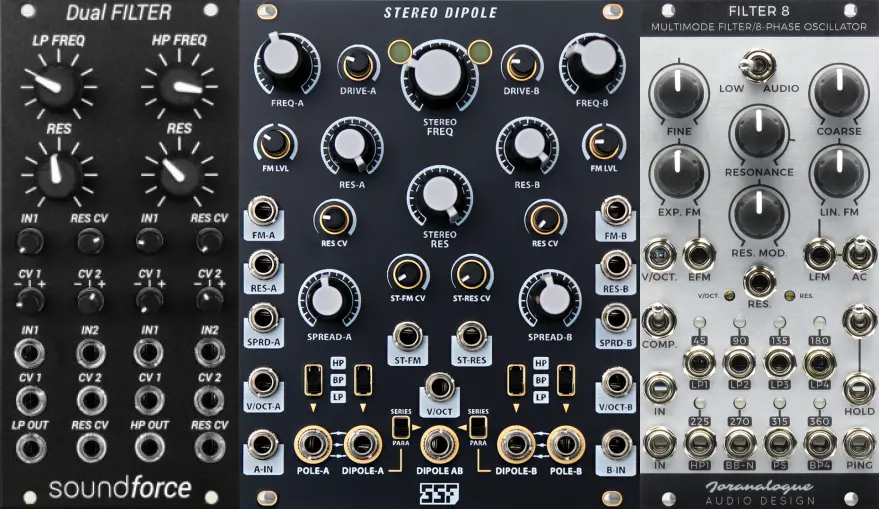 Dual FILTER
LP FREQ HP FREQ
RES RES
IN1 RES CV IN1 RES CV
CV 1 CV 2 CV 1 CV 2
- I + - I + - I + - I +
IN1 IN2 IN1 IN2
CV 1 CV 2 CV 1 CV 2
LP OUT RES CV HP OUT RES CV
soundforce
STEREO DIPOLE
FREQ-A DRIVE-A STEREO FREQ DRIVE-B FREQ-B
FM LVL RES-A RES-B FM LVL
FM-A RES CV STEREO RES RES CV FM-B
RES-A ST-FM CV ST-RES CV RES-B
SPRD-A SPREAD-A SPREAD-B SPRD-B
ST-FM ST-RES
HP HP
BP BP
LP LP
V/OCT-A V/OCT V/OCT-B
SERIES SERIES
PARA PARA
A-IN POLE-A DIPOLE-A DIPOLE AB DIPOLE-B POLE-B B-IN
SSF
FILTER 8
MULTIMODE FILTER/8-PHASE OSCILLATOR
LOW AUDIO
FINE COARSE
RESONANCE
EXP. FM LIN. FM
RES. MOD.
V/OCT. EFM LFM AC
V/OCT. RES. RES.
COMP. 45 90 135 180
LP1 LP2 LP3 LP4
IN HOLD
225 270 315 360
IN HP1 BB-N PS BP4 PING
Joranalogue
AUDIO DESIGN